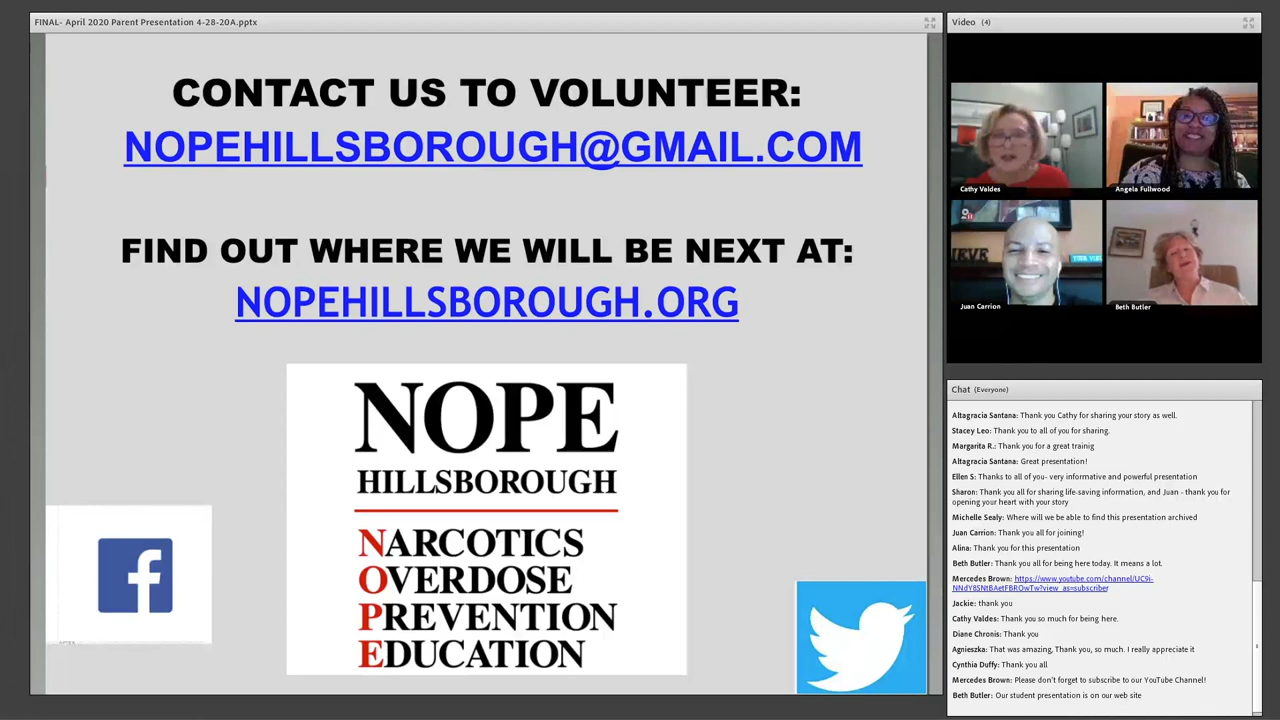 FINAL- April 2020 Parent Presentation 4-28-20A.pptx
CONTACT US TO VOLUNTEER:
NOPEHILLSBOROUGH@GMAIL.COM
FIND OUT WHERE WE WILL BE NEXT AT:
NOPEHILLSBOROUGH.ORG
NOPE
HILLSBOROUGH
NARCOTICS
OVERDOSE
PREVENTION
EDUCATION
Video (4)
Cathy Valdes
Angela Fullwood
Juan Carrion
Beth Butler
Chat (Everyone)
Altagracia Santana: Thank you Cathy for sharing your story as well.
Stacey Leo: Thank you to all of you for sharing.
Margarita R.: Thank you for a great trainig
Altagracia Santana: Great presentation!
Ellen S: Thanks to all of you- very informative and powerful presentation
Sharon: Thank you all for sharing life-saving information, and Juan - thank you for
opening your heart with your story
Michelle Sealy: Where will we be able to find this presentation archived
Juan Carrion: Thank you all for joining!
Alina: Thank you for this presentation
Beth Butler: Thank you all for being here today. It means a lot.
Mercedes Brown: https://www.youtube.com/channel/UC9i-
NNdY8SNtBAetFBROwTw?view_as=subscriber
Jackie: thank you
Cathy Valdes: Thank you so much for being here.
Diane Chronis: Thank you
Agnieszka: That was amazing, Thank you, so much. I really appreciate it
Cynthia Duffy: Thank you all
Mercedes Brown: Please don't forget to subscribe to our YouTube Channel!
Beth Butler: Our student presentation is on our web site